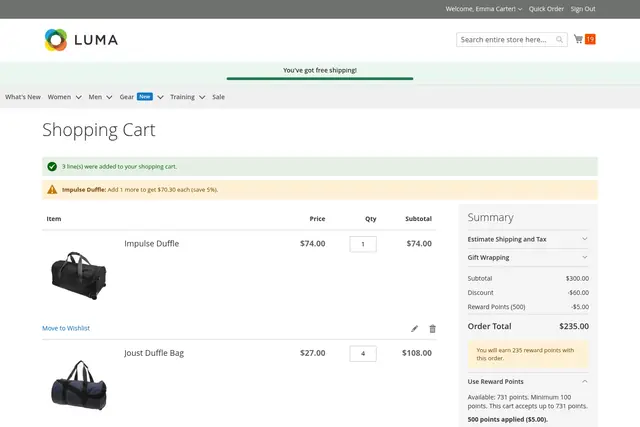 Welcome, Emma Carter! Quick Order Sign Out
LUMA
Search entire store here...
19
You've got free shipping!
What's New Women Men Gear New Training Sale
Shopping Cart
3 line(s) were added to your shopping cart.
Impulse Duffle: Add 1 more to get $70.30 each (save 5%).
Item Price Qty Subtotal
Impulse Duffle $74.00 1 $74.00
Move to Wishlist
Joust Duffle Bag $27.00 4 $108.00
Summary
Estimate Shipping and Tax
Gift Wrapping
Subtotal $300.00
Discount -$60.00
Reward Points (500) -$5.00
Order Total $235.00
You will earn 235 reward points with
this order.
Use Reward Points
Available: 731 points. Minimum 100
points. This cart accepts up to 731 points.
500 points applied ($5.00).